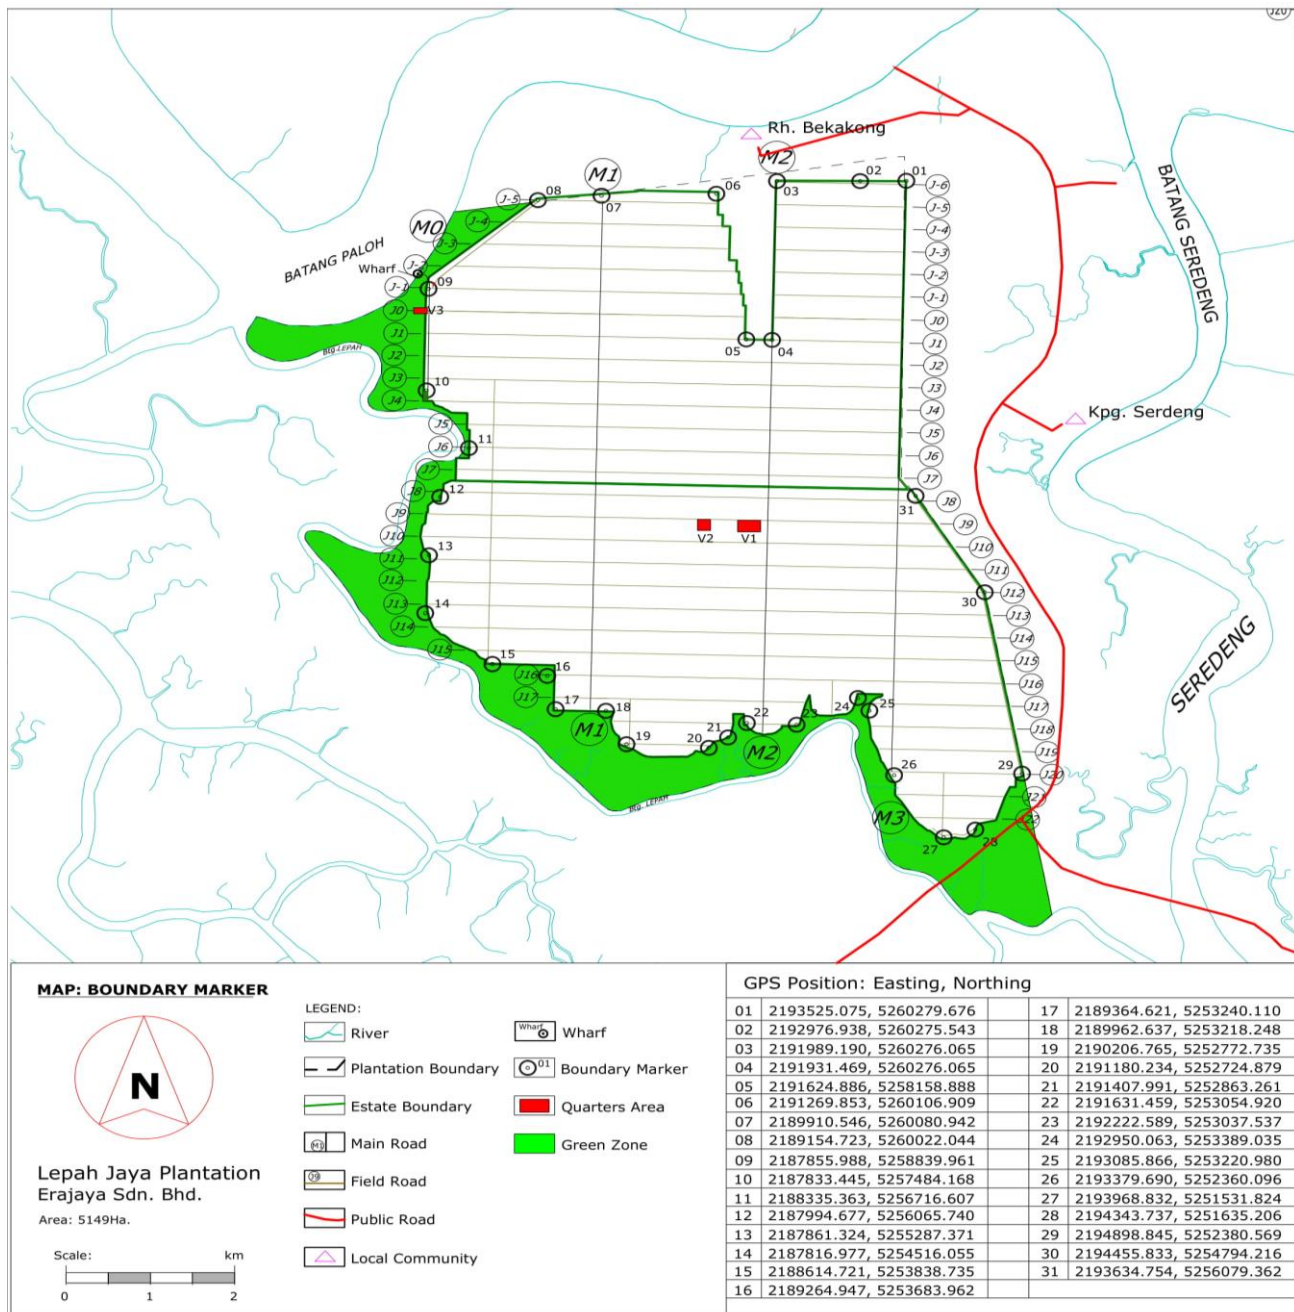 J20
Rh. Bekakong
M2
M1
08
07
06
03
02
01
J-6
J-5
J-5
J-4
J-4
M0
J-3
J-3
BATANG PALOH
J-2
J-2
Wharf
J-1
09
J-1
J0
V3
J0
J1
05
04
J1
Btg.LEPAH
J2
J2
J3
10
J3
J4
J4
J5
J5
J6
11
J6
J7
J7
J8
12
31
J8
J9
V2
V1
J9
J10
J10
J11
13
J11
J12
30
J12
J13
14
J13
J14
J14
J15
15
J15
J16
16
J16
J17
17
18
24
25
J17
M1
19
20
21
22
23
J18
M2
J19
26
29
J20
Btg. LEPAH
J21
M3
22
27
28
BATANG SEREDENG
Kpg. Serdeng
SEREDENG
MAP: BOUNDARY MARKER
N
Lepah Jaya Plantation
Erajaya Sdn. Bhd.
Area: 5149Ha.
Scale:
km
0 1 2
LEGEND:
River
Plantation Boundary
Estate Boundary
M1
Main Road
J9
Field Road
Public Road
Local Community
Wharf
Wharf
01
Boundary Marker
Quarters Area
Green Zone
GPS Position: Easting, Northing
01 2193525.075, 5260279.676
02 2192976.938, 5260275.543
03 2191989.190, 5260276.065
04 2191931.469, 5260276.065
05 2191624.886, 5258158.888
06 2191269.853, 5260106.909
07 2189910.546, 5260080.942
08 2189154.723, 5260022.044
09 2187855.988, 5258839.961
10 2187833.445, 5257484.168
11 2188335.363, 5256716.607
12 2187994.677, 5256065.740
13 2187861.324, 5255287.371
14 2187816.977, 5254516.055
15 2188614.721, 5253838.735
16 2189264.947, 5253683.962
17 2189364.621, 5253240.110
18 2189962.637, 5253218.248
19 2190206.765, 5252772.735
20 2191180.234, 5252724.879
21 2191407.991, 5252863.261
22 2191631.459, 5253054.920
23 2192222.589, 5253037.537
24 2192950.063, 5253389.035
25 2193085.866, 5253220.980
26 2193379.690, 5252360.096
27 2193968.832, 5251531.824
28 2194343.737, 5251635.206
29 2194898.845, 5252380.569
30 2194455.833, 5254794.216
31 2193634.754, 5256079.362